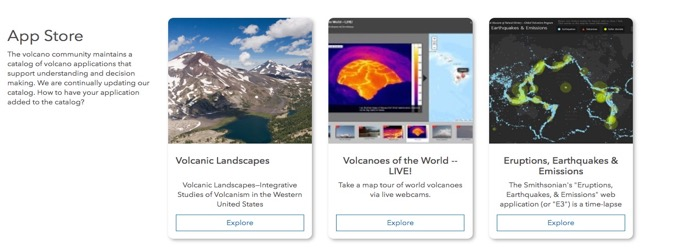 App Store
The volcano community maintains a
catalog of volcano applications that
support understanding and decision
making. We are continually updating our
catalog. How to have your application
added to the catalog?
Volcanic Landscapes
Volcanic Landscapes—Integrative
Studies of Volcanism in the Western
United States
Explore
World -- LIVE!
Volcanoes of the World --
LIVE!
Take a map tour of world volcanoes
via live webcams.
Explore
Earthquakes & Emissions
Eruptions, Earthquakes &
Emissions
The Smithsonian's "Eruptions,
Earthquakes, & Emissions" web
application (or "E3") is a time-lapse
Explore